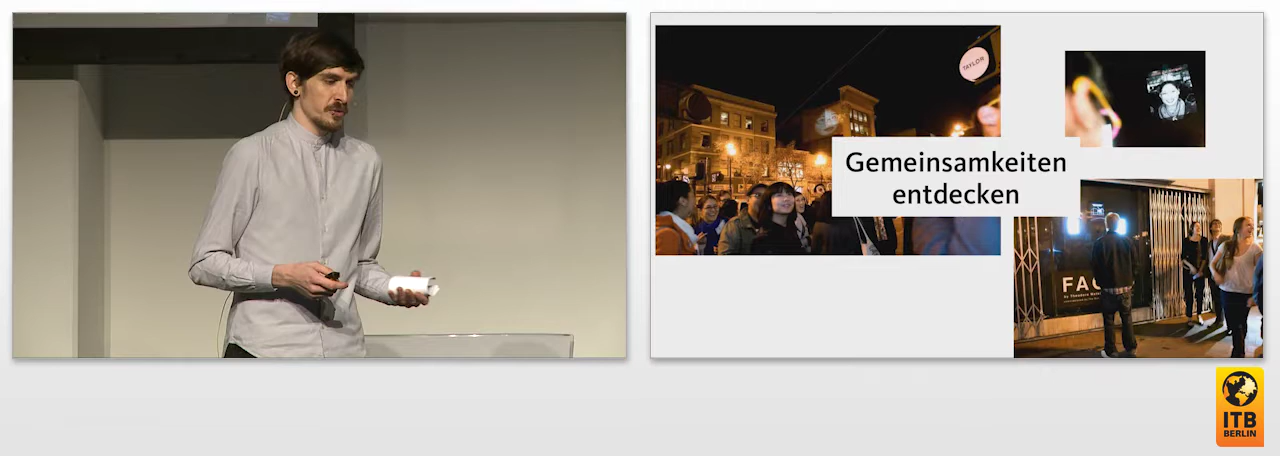 TAYLOR
Gemeinsamkeiten
entdecken
FAC
ITB
BERLIN